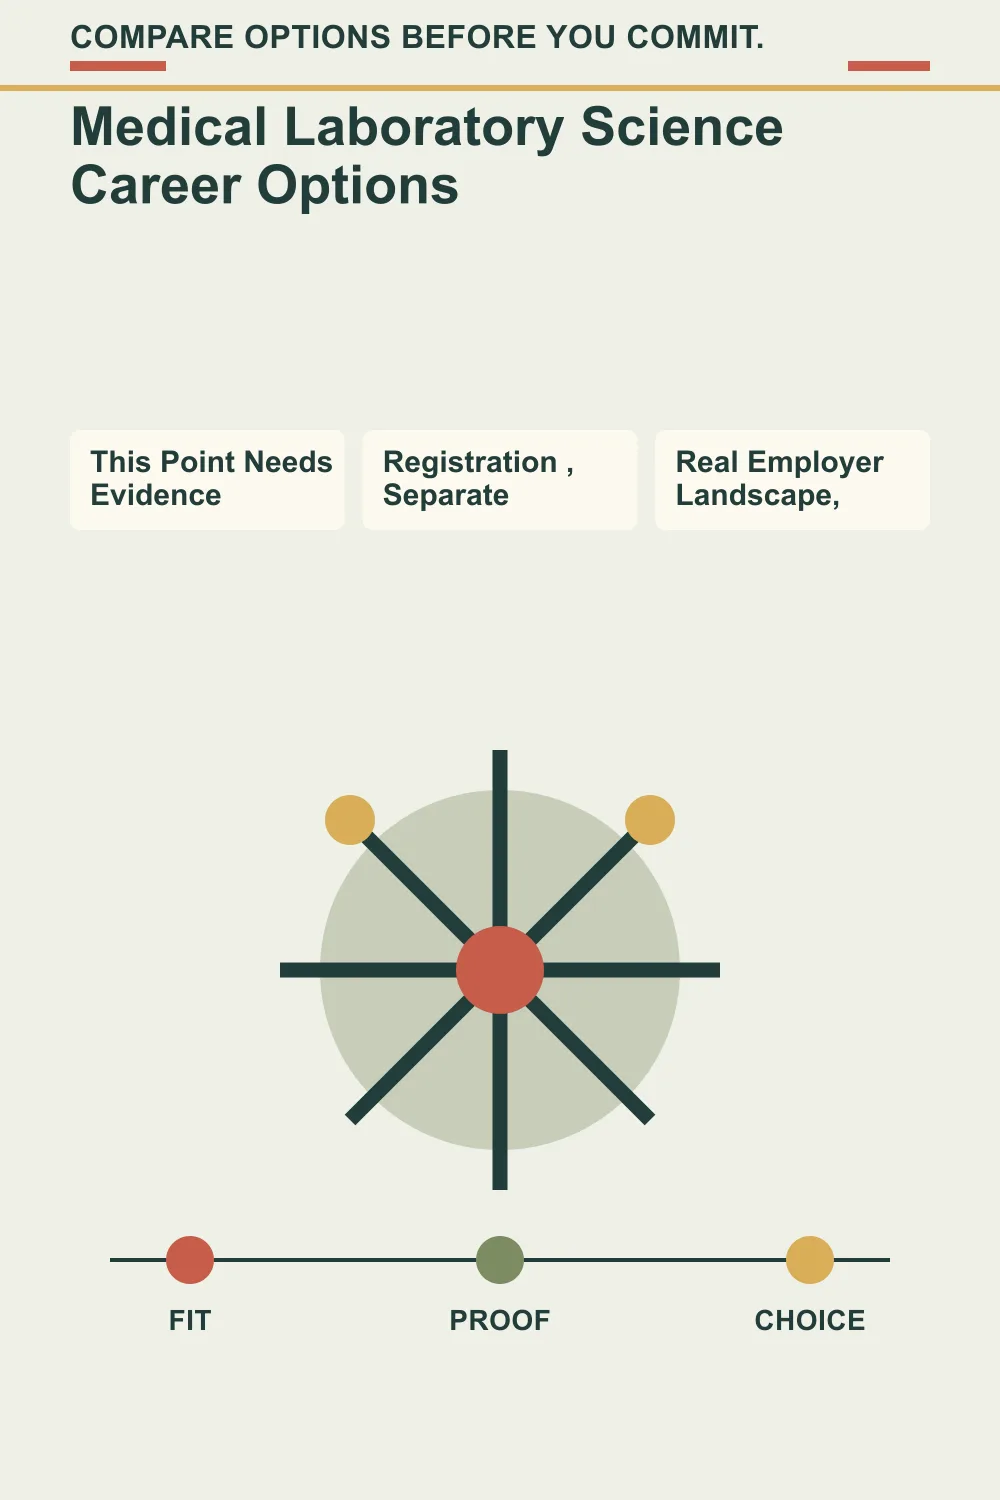 COMPARE OPTIONS BEFORE YOU COMMIT.
Medical Laboratory Science
Career Options
This Point Needs
Evidence
Registration ,
Separate
Real Employer
Landscape,
FIT
PROOF
CHOICE